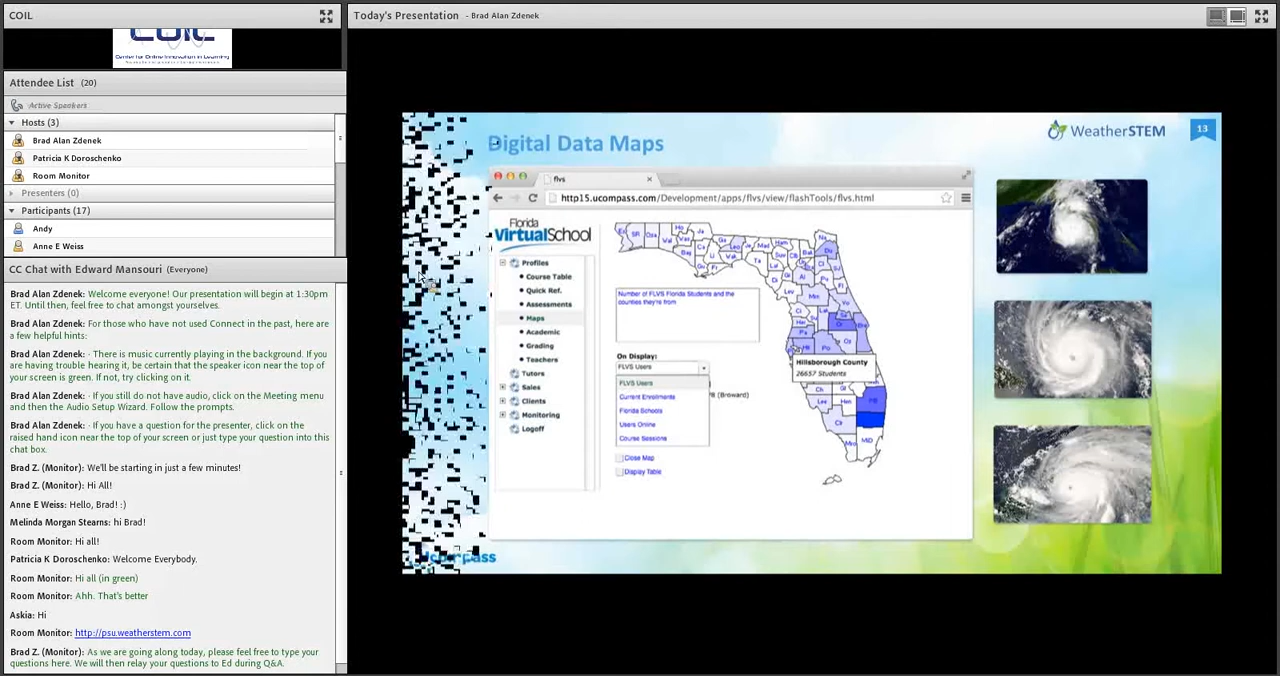 COIL
Today's Presentation - Brad Alan Zdenek
Center for Online Innovation in Learning
Attendee List (20)
Active Speakers
Hosts (3)
Brad Alan Zdenek
Patricia K Doroschenko
Room Monitor
Presenters (0)
Participants (17)
Andy
Anne E Weiss
CC Chat with Edward Mansouri (Everyone)
Brad Alan Zdenek: Welcome everyone! Our presentation will begin at 1:30pm
ET. Until then, feel free to chat amongst yourselves.
Brad Alan Zdenek: For those who have not used Connect in the past, here are
a few helpful hints:
Brad Alan Zdenek: · There is music currently playing in the background. If you
are having trouble hearing it, be certain that the speaker icon near the top of
your screen is green. If not, try clicking on it.
Brad Alan Zdenek: · If you still do not have audio, click on the Meeting menu
and then the Audio Setup Wizard. Follow the prompts.
Brad Alan Zdenek: · If you have a question for the presenter, click on the
raised hand icon near the top of your screen or just type your question into this
chat box.
Brad Z. (Monitor): We'll be starting in just a few minutes!
Brad Z. (Monitor): Hi All!
Anne E Weiss: Hello, Brad! :)
Melinda Morgan Stearns: hi Brad!
Room Monitor: Hi all!
Patricia K Doroschenko: Welcome Everybody.
Room Monitor: Hi all (in green)
Room Monitor: Ahh. That's better
Askia: Hi
Room Monitor: http://psu.weatherstem.com
Brad Z. (Monitor): As we are going along today, please feel free to type your
questions here. We will then relay your questions to Ed during Q&A.
Digital Data Maps
WeatherSTEM
13
flvs
http15.ucompass.com/Development/apps/flvs/view/flashTools/flvs.html
Florida
VirtualSchool
Profiles
Course Table
Quick Ref.
Assessments
Maps
Academic
Grading
Teachers
Tutors
Sales
Clients
Monitoring
Logoff
Number of FLVS Florida Students and the
counties they're from
On Display:
FLVS Users
FLVS Users
Current Enrollments
Florida Schools
Users Online
Course Sessions
(Broward)
Close Map
Display Table
Hillsborough County
26657 Students
ucompass